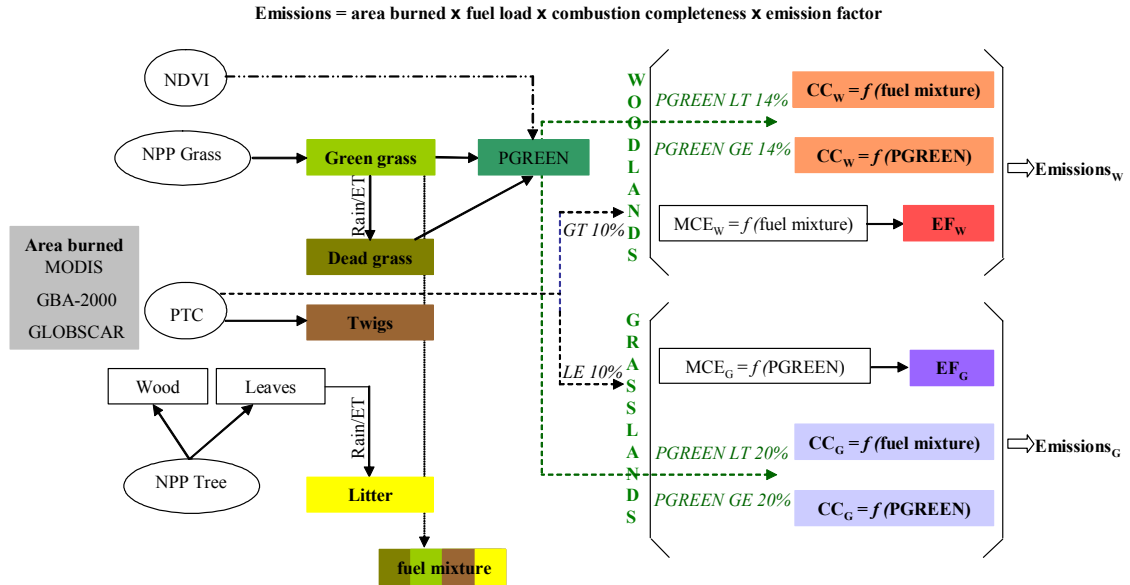 Emissions = area burned x fuel load x combustion completeness x emission factor
NDVI
NPP Grass
Green grass
PGREEN
Rain/ET
Dead grass
Area burned
MODIS
GBA-2000
GLOBSCAR
PTC
Twigs
Wood
Leaves
Rain/ET
NPP Tree
Litter
fuel mixture
GT 10%
LE 10%
WOODLANDS
PGREEN LT 14%
PGREEN GE 14%
CCW = f (fuel mixture)
CCW = f (PGREEN)
MCEW = f (fuel mixture)
EFW
EmissionsW
GRASSLANDS
MCEG = f (PGREEN)
EFG
PGREEN LT 20%
PGREEN GE 20%
CCG = f (fuel mixture)
CCG = f (PGREEN)
EmissionsG